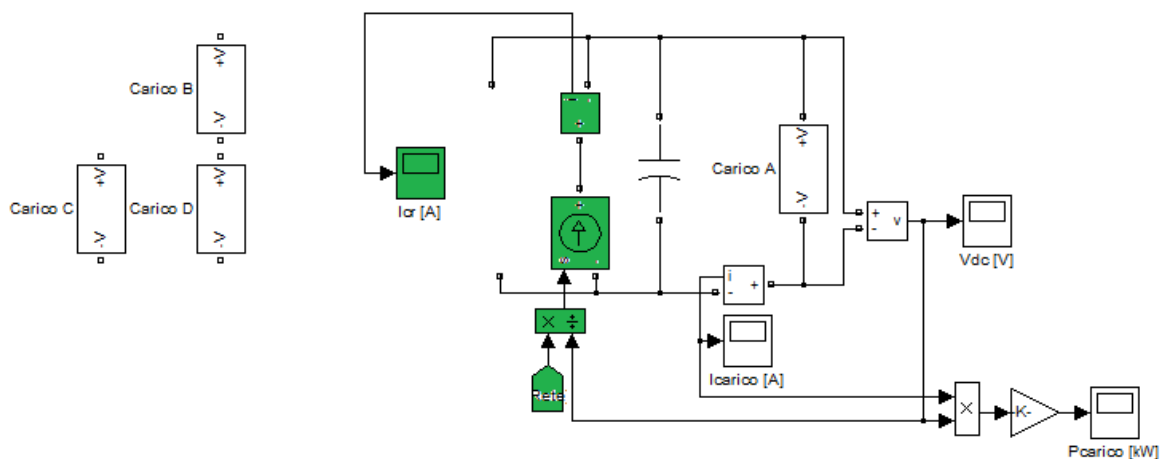 Carico B
Carico C
Carico D
Icr [A]
Carico A
+
-
v
Vdc [V]
i
-
+
Icarico [A]
× ÷
Rete
×
-K-
Pcarico [kW]